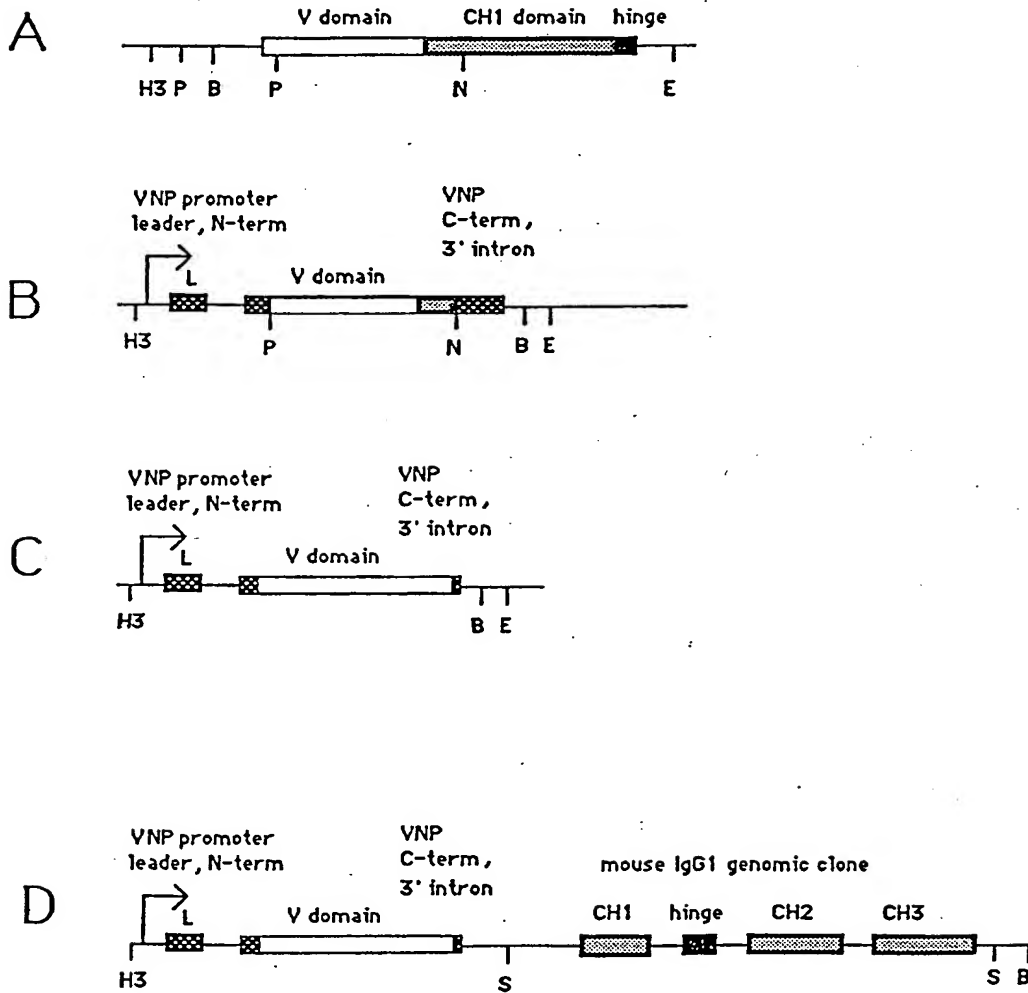 A
V domain CH1 domain hinge
H3 P B P N E
B
VNP promoter
leader, N-term
VNP
C-term,
3' intron
L
V domain
H3 P N B E
C
VNP promoter
leader, N-term
VNP
C-term,
3' intron
L
V domain
H3 B E
D
VNP promoter
leader, N-term
VNP
C-term,
3' intron
mouse IgG1 genomic clone
L
V domain
CH1 hinge CH2 CH3
H3 S S B